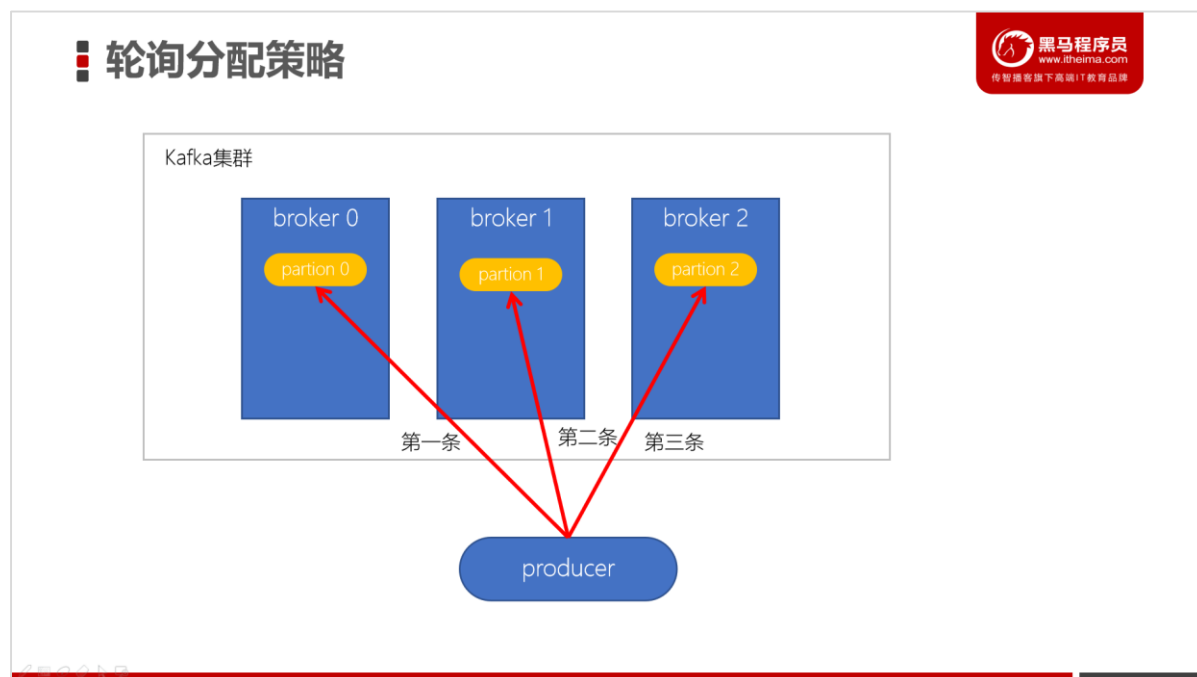 轮询分配策略
黑马程序员
www.itheima.com
传智播客旗下高端IT教育品牌
Kafka集群
broker 0
broker 1
broker 2
partion 0
partion 1
partion 2
第一条
第二条
第三条
producer